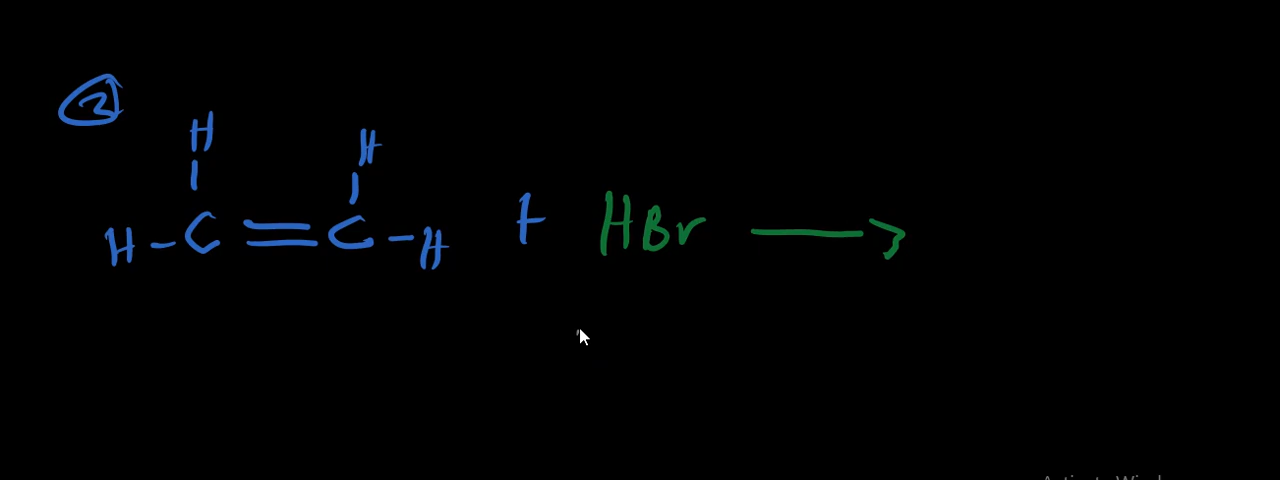 2
H H
H - C = C - H + HBr →